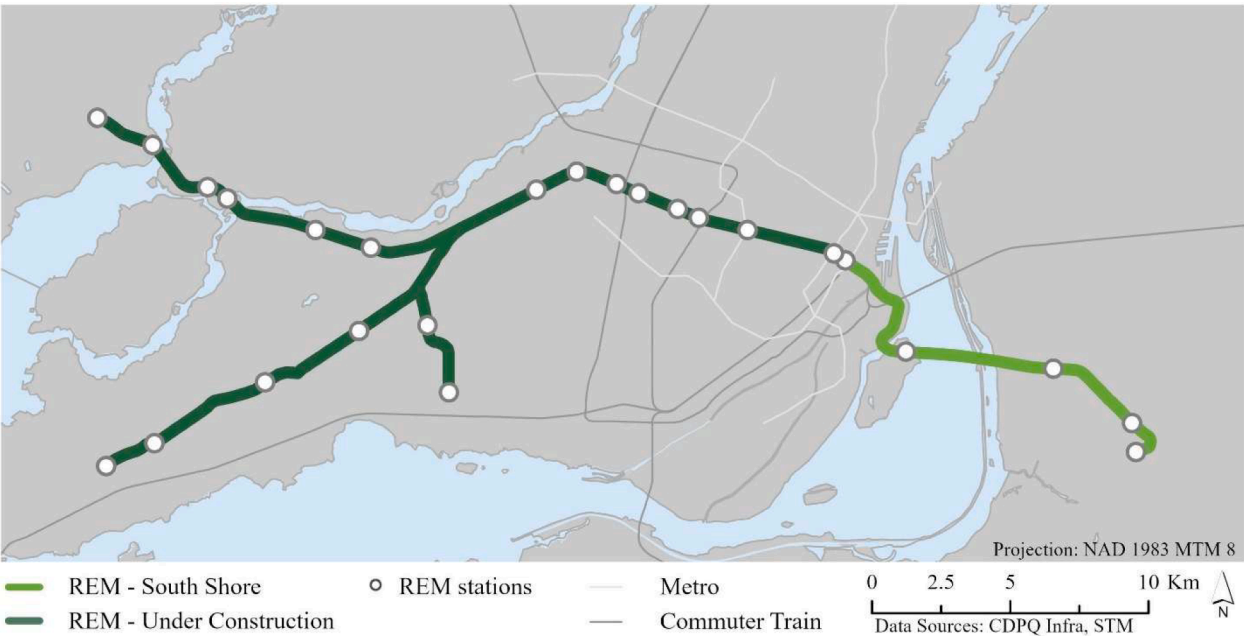 Projection: NAD 1983 MTM 8
REM - South Shore
REM stations
Metro
0 2.5 5 10 Km
REM - Under Construction
Commuter Train
Data Sources: CDPQ Infra, STM
N